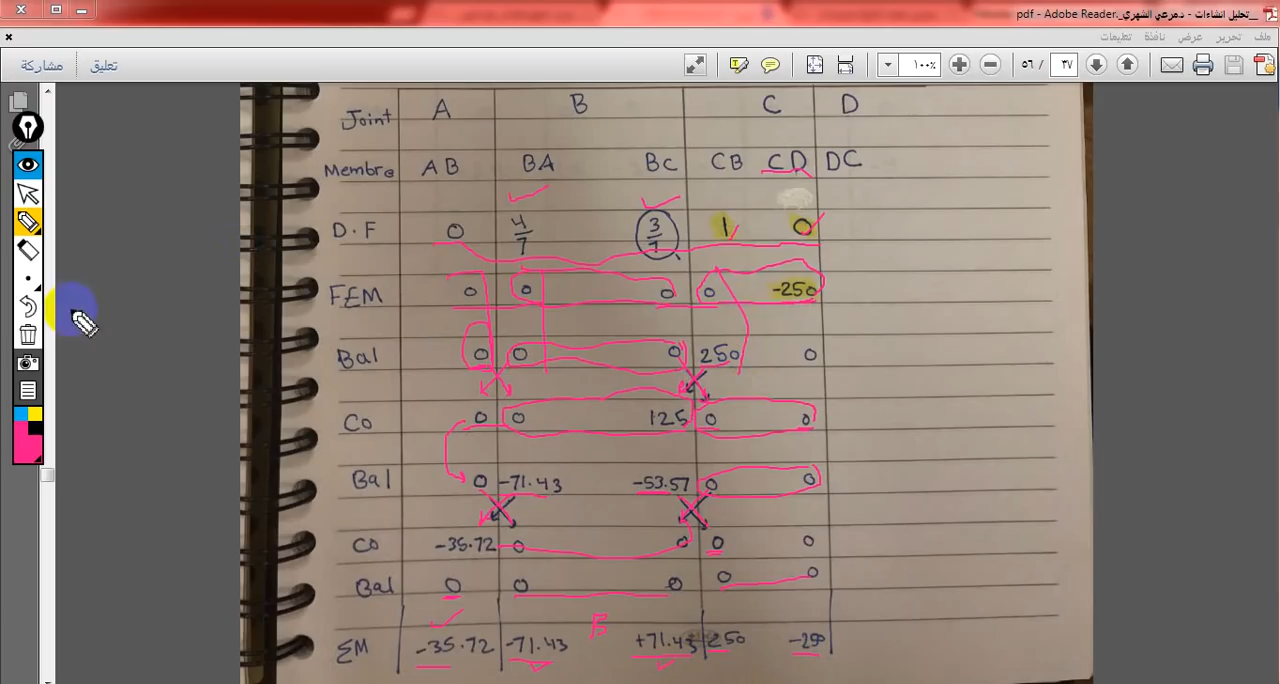 تحليل انشاءات - د.مرعي الشهري_.pdf - Adobe Reader
ملف تحرير عرض نافذة تعليمات
٣٧ / ٥٦ ١٠٠% تعليق مشاركة
Joint A B C D
Membre AB BA BC CB CD DC
D.F 0 4/7 3/7 1 0
FEM 0 0 0 0 -250
Bal 0 0 0 250 0
Co 0 0 125 0 0
Bal 0 -71.43 -53.57 0 0
Co -35.72 0 0 0 0
Bal 0 0 0 0 0
ΣM -35.72 -71.43 +71.43 250 -250